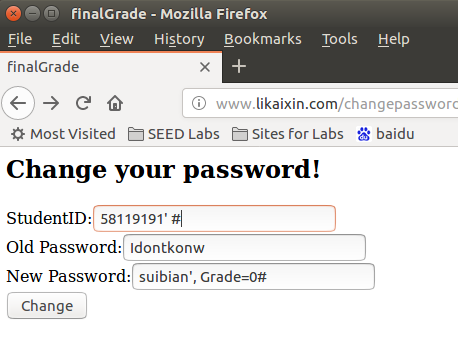 finalGrade - Mozilla Firefox
File Edit View History Bookmarks Tools Help
finalGrade
www.likaixin.com/changepassword
Most Visited SEED Labs Sites for Labs baidu
Change your password!
StudentID: 58119191' #
Old Password: Idontkonw
New Password: suibian', Grade=0#
Change